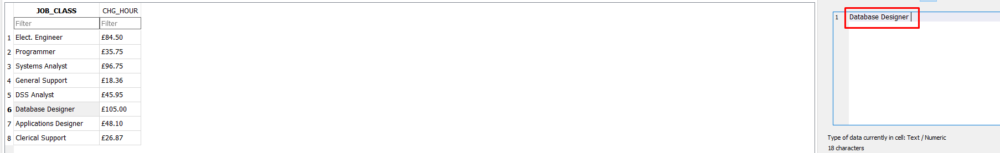 JOB_CLASS CHG_HOUR
Filter Filter
1 Elect. Engineer £84.50
2 Programmer £35.75
3 Systems Analyst £96.75
4 General Support £18.36
5 DSS Analyst £45.95
6 Database Designer £105.00
7 Applications Designer £48.10
8 Clerical Support £26.87
1 Database Designer
Type of data currently in cell: Text / Numeric
18 characters